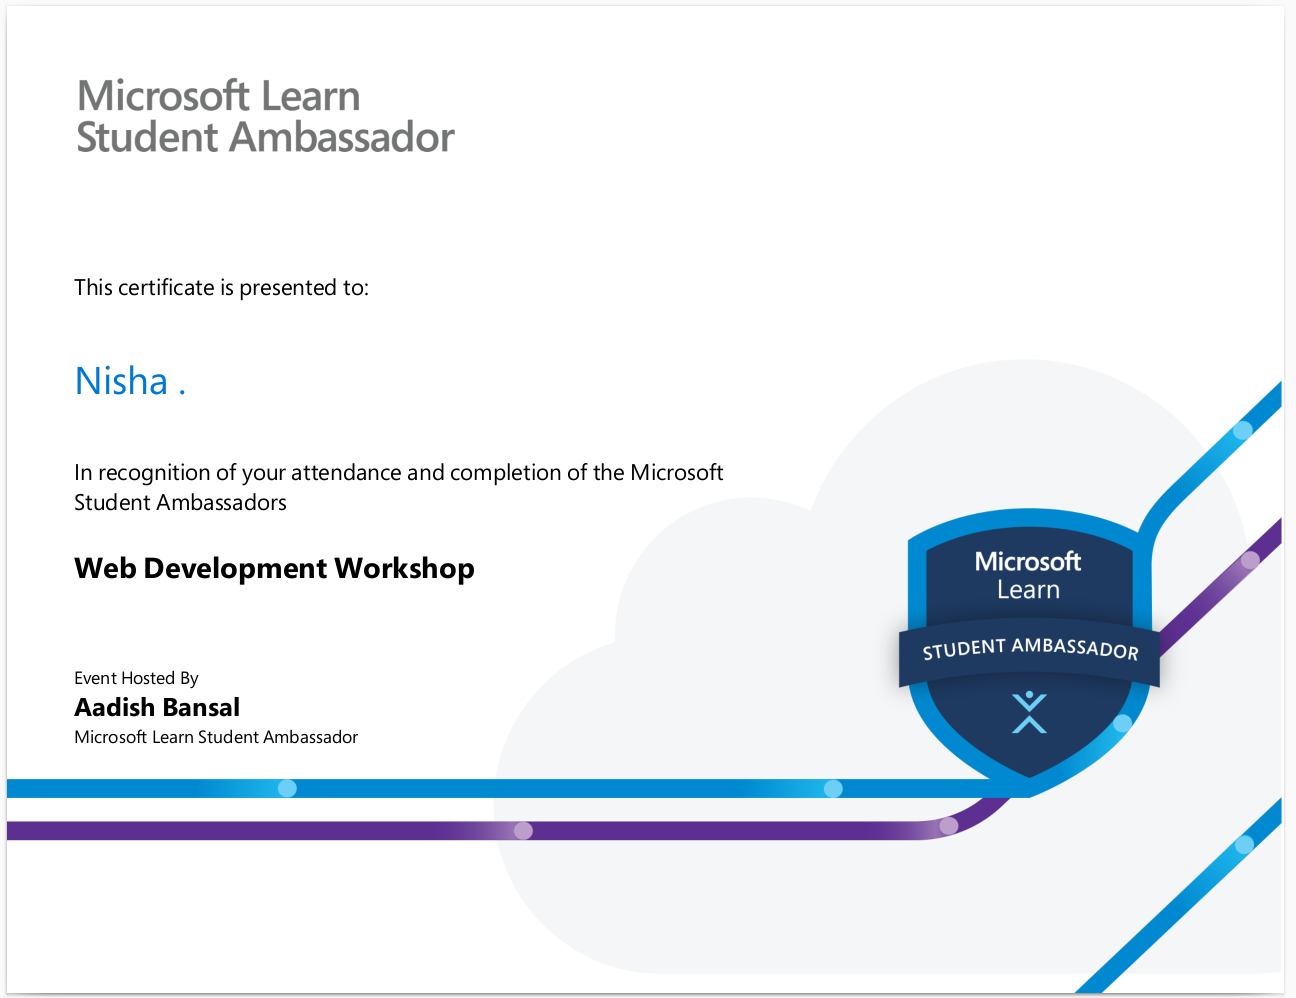 Microsoft Learn
Student Ambassador
This certificate is presented to:
Nisha .
In recognition of your attendance and completion of the Microsoft
Student Ambassadors
Web Development Workshop
Event Hosted By
Aadish Bansal
Microsoft Learn Student Ambassador
Microsoft
Learn
STUDENT AMBASSADOR